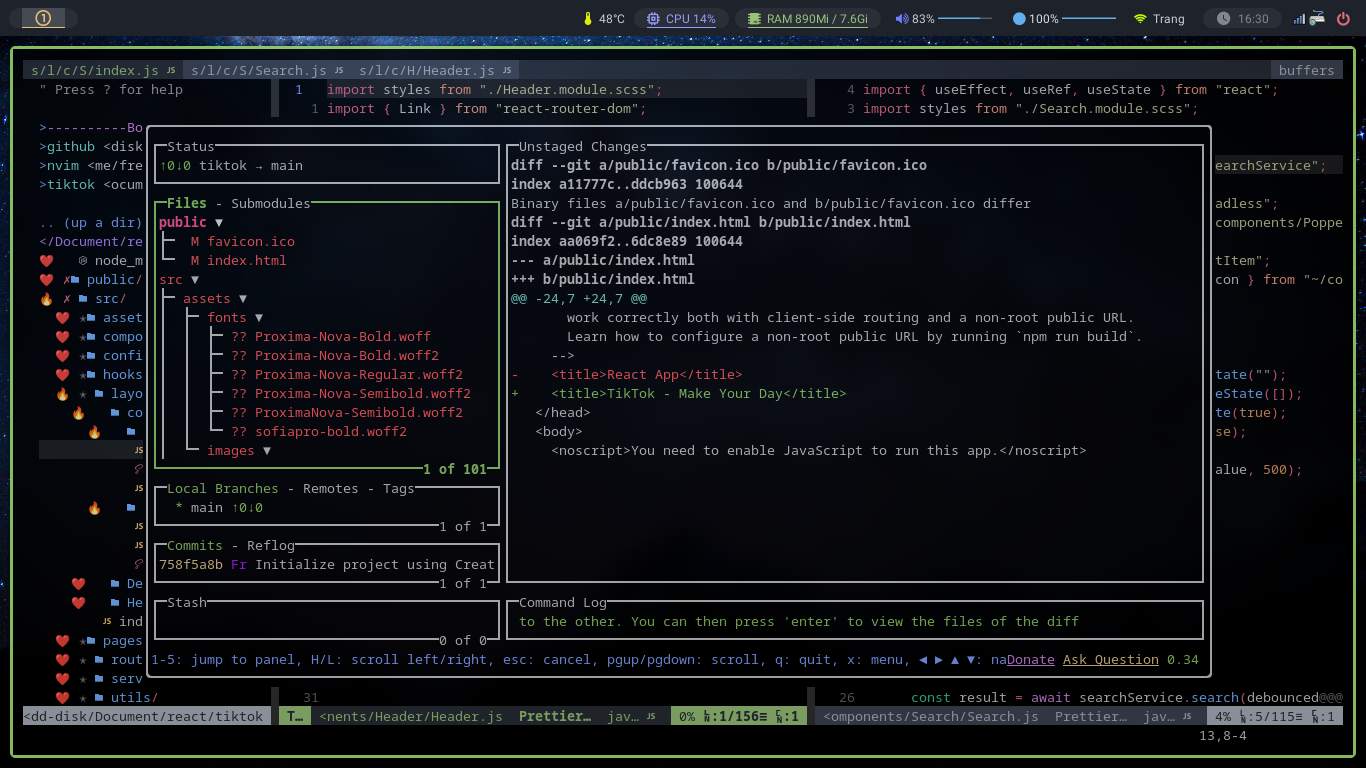 1 48°C CPU 14% RAM 890Mi / 7.6Gi 83% 100% Trang 16:30
s/l/c/S/index.js JS s/l/c/S/Search.js JS s/l/c/H/Header.js JS buffers
" Press ? for help
1 import styles from "./Header.module.scss";
1 import { Link } from "react-router-dom";
4 import { useEffect, useRef, useState } from "react";
3 import styles from "./Search.module.scss";
>----------Bo
>github <disk
>nvim <me/fre
>tiktok <ocum
.. (up a dir)
</Document/re
node_m
✗ public/
✗ src/
asset
compo
confi
hooks
layo
co
JS
JS
JS
JS
De
He
JS ind
pages
rout
serv
utils/
Status
↑0↓0 tiktok → main
Files - Submodules
public ▼
M favicon.ico
M index.html
src ▼
assets ▼
fonts ▼
?? Proxima-Nova-Bold.woff
?? Proxima-Nova-Bold.woff2
?? Proxima-Nova-Regular.woff2
?? Proxima-Nova-Semibold.woff2
?? ProximaNova-Semibold.woff2
?? sofiapro-bold.woff2
images ▼
1 of 101
Local Branches - Remotes - Tags
* main ↑0↓0
1 of 1
Commits - Reflog
758f5a8b Fr Initialize project using Creat
1 of 1
Stash
0 of 0
Unstaged Changes
diff --git a/public/favicon.ico b/public/favicon.ico
index a11777c..ddcb963 100644
Binary files a/public/favicon.ico and b/public/favicon.ico differ
diff --git a/public/index.html b/public/index.html
index aa069f2..6dc8e89 100644
--- a/public/index.html
+++ b/public/index.html
@@ -24,7 +24,7 @@
work correctly both with client-side routing and a non-root public URL.
Learn how to configure a non-root public URL by running `npm run build`.
-->
- <title>React App</title>
+ <title>TikTok - Make Your Day</title>
</head>
<body>
<noscript>You need to enable JavaScript to run this app.</noscript>
Command Log
to the other. You can then press 'enter' to view the files of the diff
1-5: jump to panel, H/L: scroll left/right, esc: cancel, pgup/pgdown: scroll, q: quit, x: menu, ◄ ► ▲ ▼: naDonate Ask Question 0.34
earchService";
adless";
components/Poppe
tItem";
con } from "~/co
tate("");
eState([]);
te(true);
se);
alue, 500);
31
26 const result = await searchService.search(debounced@@@
<dd-disk/Document/react/tiktok T… <nents/Header/Header.js Prettier… jav… JS 0% LN:1/156≡ CN:1 <omponents/Search/Search.js Prettier… jav… JS 4% LN:5/115≡ CN:1
13,8-4